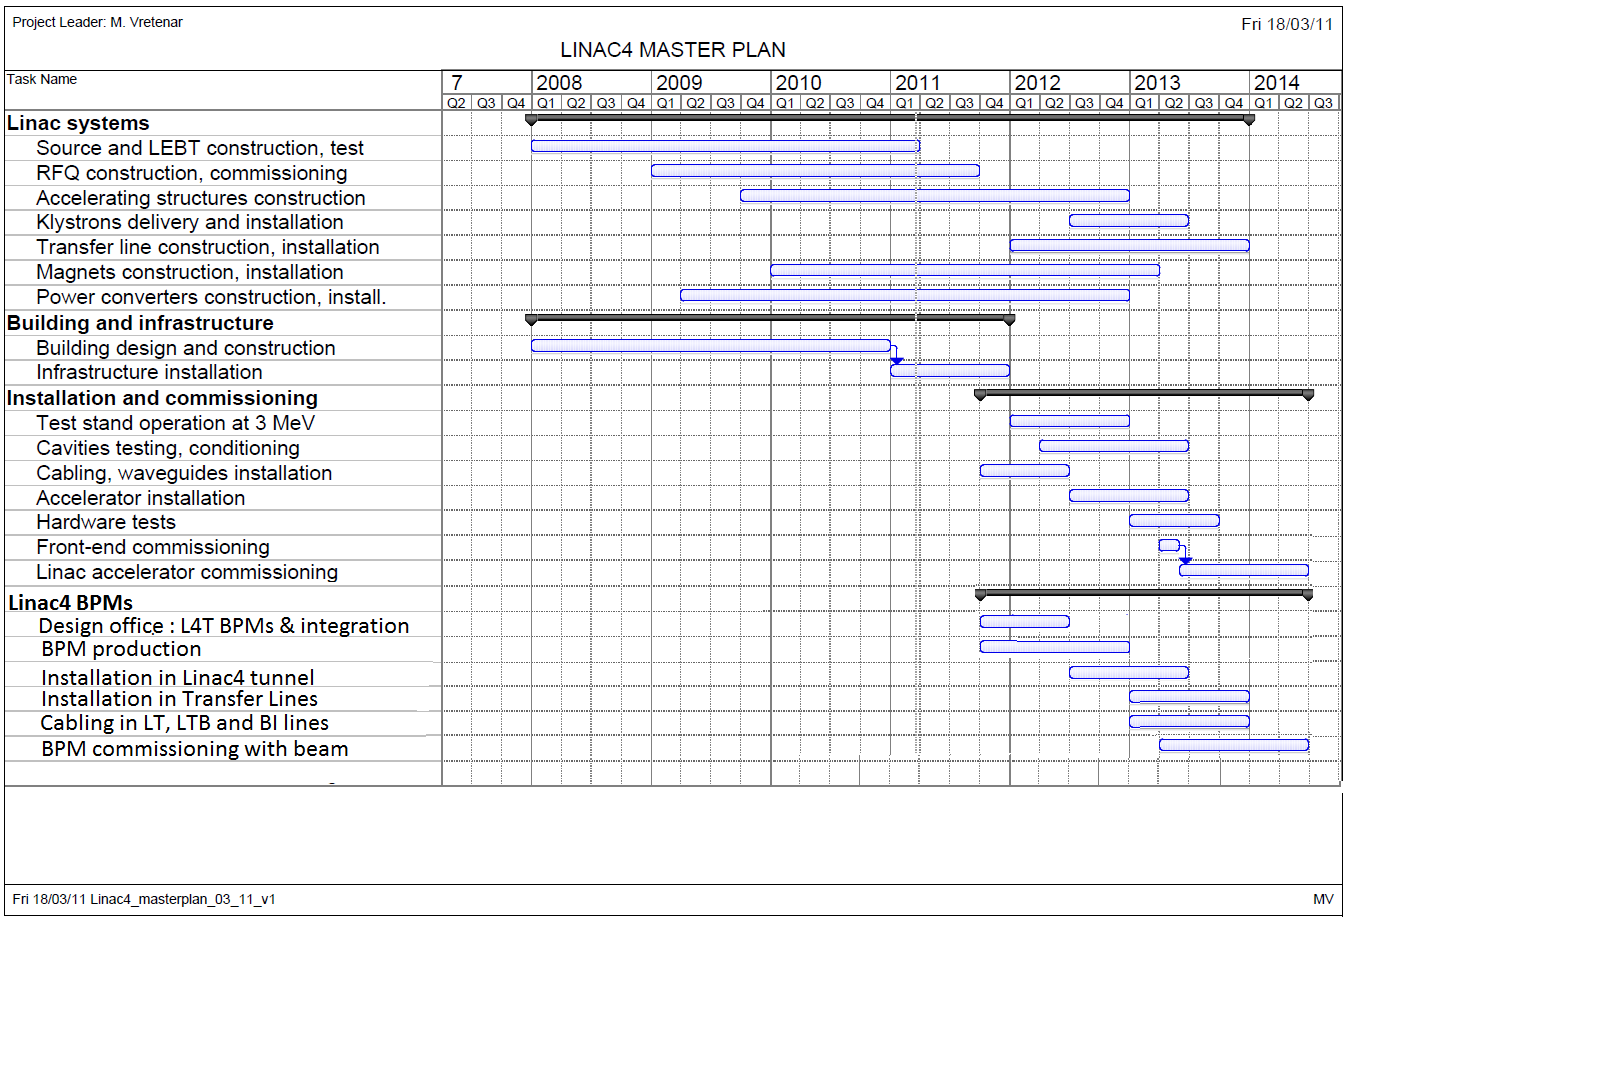 Project Leader: M. Vretenar
Fri 18/03/11
LINAC4 MASTER PLAN
Task Name
7 2008 2009 2010 2011 2012 2013 2014
Q2 Q3 Q4 Q1 Q2 Q3 Q4 Q1 Q2 Q3 Q4 Q1 Q2 Q3 Q4 Q1 Q2 Q3 Q4 Q1 Q2 Q3 Q4 Q1 Q2 Q3 Q4 Q1 Q2 Q3
Linac systems
Source and LEBT construction, test
RFQ construction, commissioning
Accelerating structures construction
Klystrons delivery and installation
Transfer line construction, installation
Magnets construction, installation
Power converters construction, install.
Building and infrastructure
Building design and construction
Infrastructure installation
Installation and commissioning
Test stand operation at 3 MeV
Cavities testing, conditioning
Cabling, waveguides installation
Accelerator installation
Hardware tests
Front-end commissioning
Linac accelerator commissioning
Linac4 BPMs
Design office : L4T BPMs & integration
BPM production
Installation in Linac4 tunnel
Installation in Transfer Lines
Cabling in LT, LTB and BI lines
BPM commissioning with beam
Fri 18/03/11 Linac4_masterplan_03_11_v1
MV